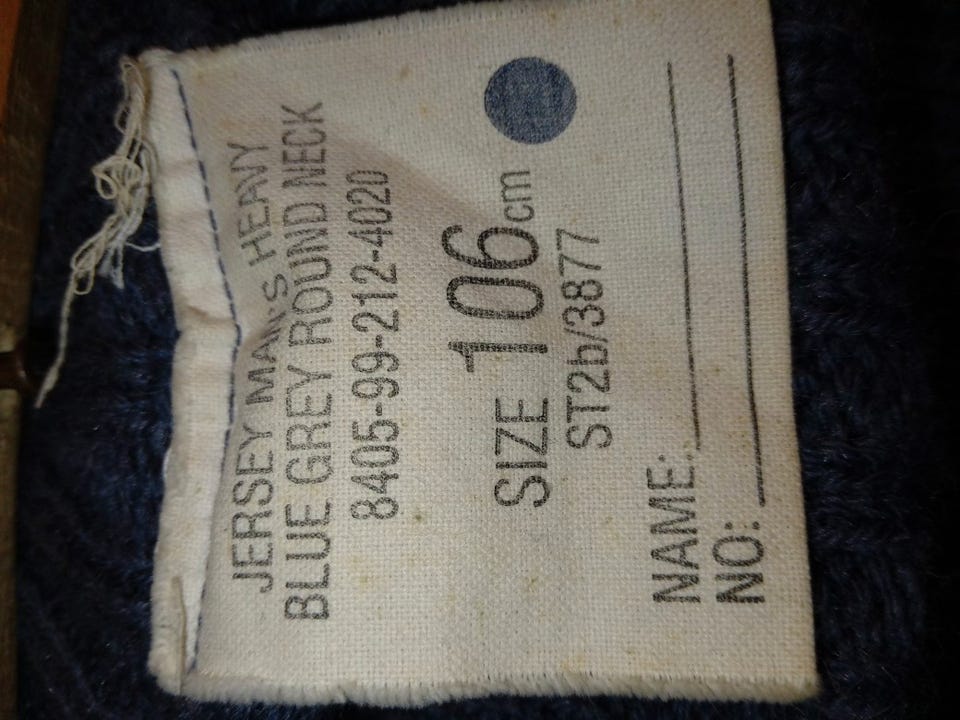 JERSEY MAN'S HEAVY
BLUE GREY ROUND NECK
8405-99-212-4020
SIZE 106cm
ST2b/3877
NAME:
NO: